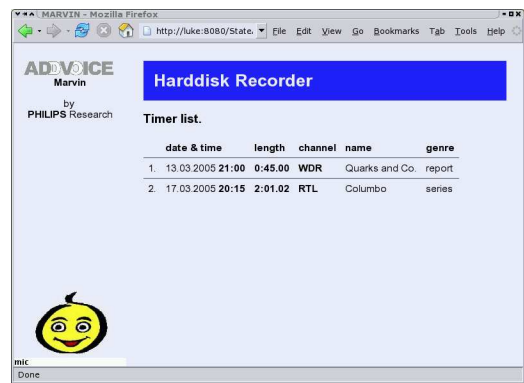 MARVIN - Mozilla Firefox
http://luke:8080/State. File Edit View Go Bookmarks Tab Tools Help
ADDVOICE
Marvin
by
PHILIPS Research
Harddisk Recorder
Timer list.
date & time length channel name genre
1. 13.03.2005 21:00 0:45.00 WDR Quarks and Co. report
2. 17.03.2005 20:15 2:01.02 RTL Columbo series
mic
Done